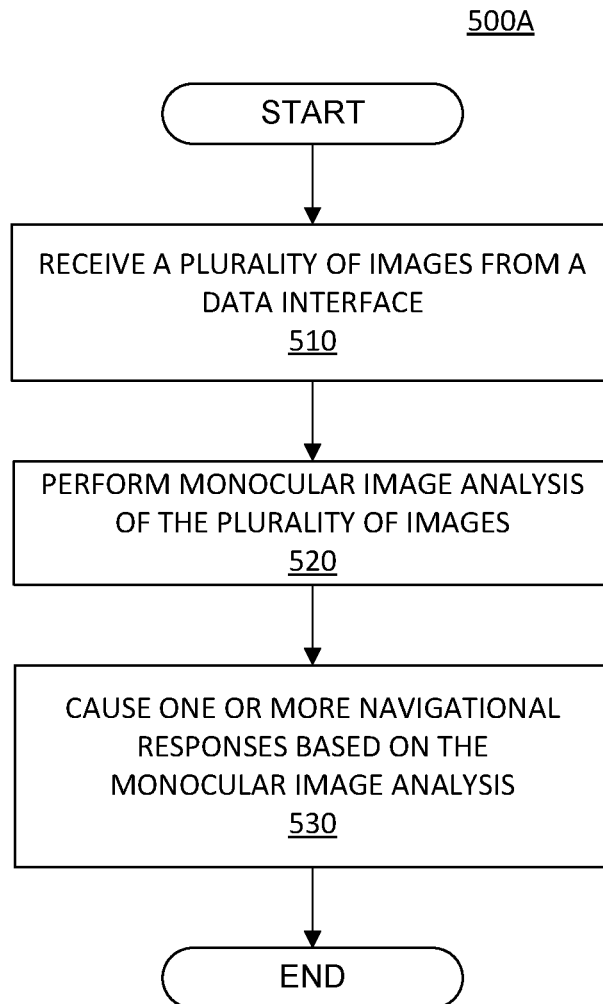 500A
START
RECEIVE A PLURALITY OF IMAGES FROM A
DATA INTERFACE
510
PERFORM MONOCULAR IMAGE ANALYSIS
OF THE PLURALITY OF IMAGES
520
CAUSE ONE OR MORE NAVIGATIONAL
RESPONSES BASED ON THE
MONOCULAR IMAGE ANALYSIS
530
END